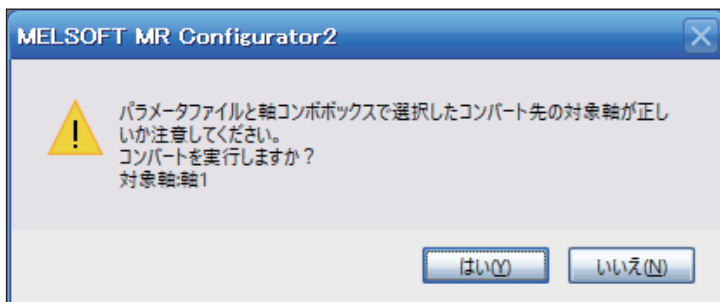 MELSOFT MR Configurator2
パラメータファイルと軸コンボボックスで選択したコンバート先の対象軸が正し
いか注意してください。
コンバートを実行しますか？
対象軸:軸1
はい(Y)
いいえ(N)